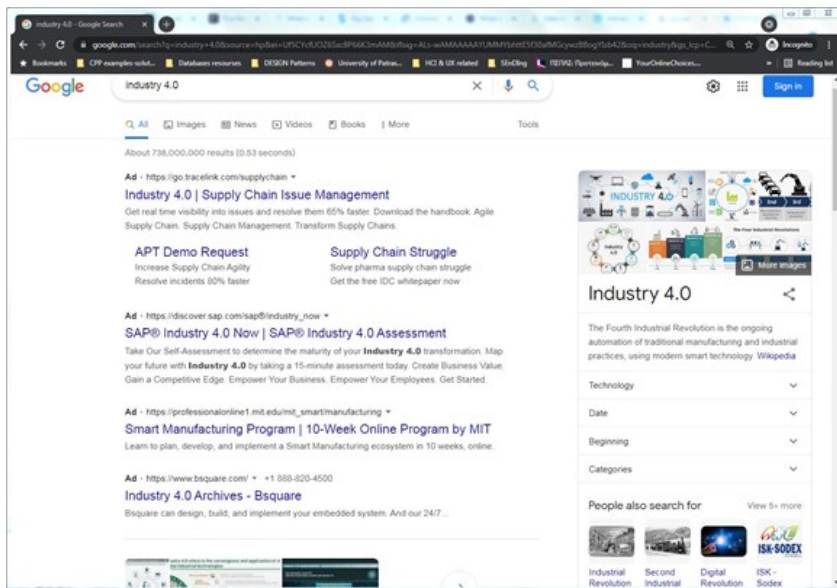 industry 4.0 - Google Search
Incognito
Bookmarks
CPP examples-solut...
Databases resourses
DESIGN Patterns
University of Patras...
HCI & UX related
SEnDIng
YourOnlineChoices...
Reading list
Google
industry 4.0
Sign in
All
Images
News
Videos
Books
More
Tools
About 738,000,000 results (0.53 seconds)
Ad · https://go.tracelink.com/supplychain
Industry 4.0 | Supply Chain Issue Management
Get real time visibility into issues and resolve them 65% faster. Download the handbook. Agile
Supply Chain. Supply Chain Management. Transform Supply Chains.
APT Demo Request
Increase Supply Chain Agility
Resolve incidents 80% faster
Supply Chain Struggle
Solve pharma supply chain struggle
Get the free IDC whitepaper now
Ad · https://discover.sap.com/sap®/industry_now
SAP® Industry 4.0 Now | SAP® Industry 4.0 Assessment
Take Our Self-Assessment to determine the maturity of your Industry 4.0 transformation. Map
your future with Industry 4.0 by taking a 15-minute assessment today. Create Business Value.
Gain a Competitive Edge. Empower Your Business. Empower Your Employees. Get Started.
Ad · https://professionalonline1.mit.edu/mit_smart/manufacturing
Smart Manufacturing Program | 10-Week Online Program by MIT
Learn to plan, develop, and implement a Smart Manufacturing ecosystem in 10 weeks, online.
Ad · https://www.bsquare.com/ +1 888-820-4500
Industry 4.0 Archives - Bsquare
Bsquare can design, build, and implement your embedded system. And our 24/7...
INDUSTRY 4.0
2nd
3rd
The Four Industrial Revolutions
Industry
4.0
More images
Industry 4.0
The Fourth Industrial Revolution is the ongoing
automation of traditional manufacturing and industrial
practices, using modern smart technology. Wikipedia
Technology
Date
Beginning
Categories
People also search for
View 5+ more
ISK-SODEX
Industrial
Revolution
Second
Industrial
Digital
Revolution
ISK -
Sodex